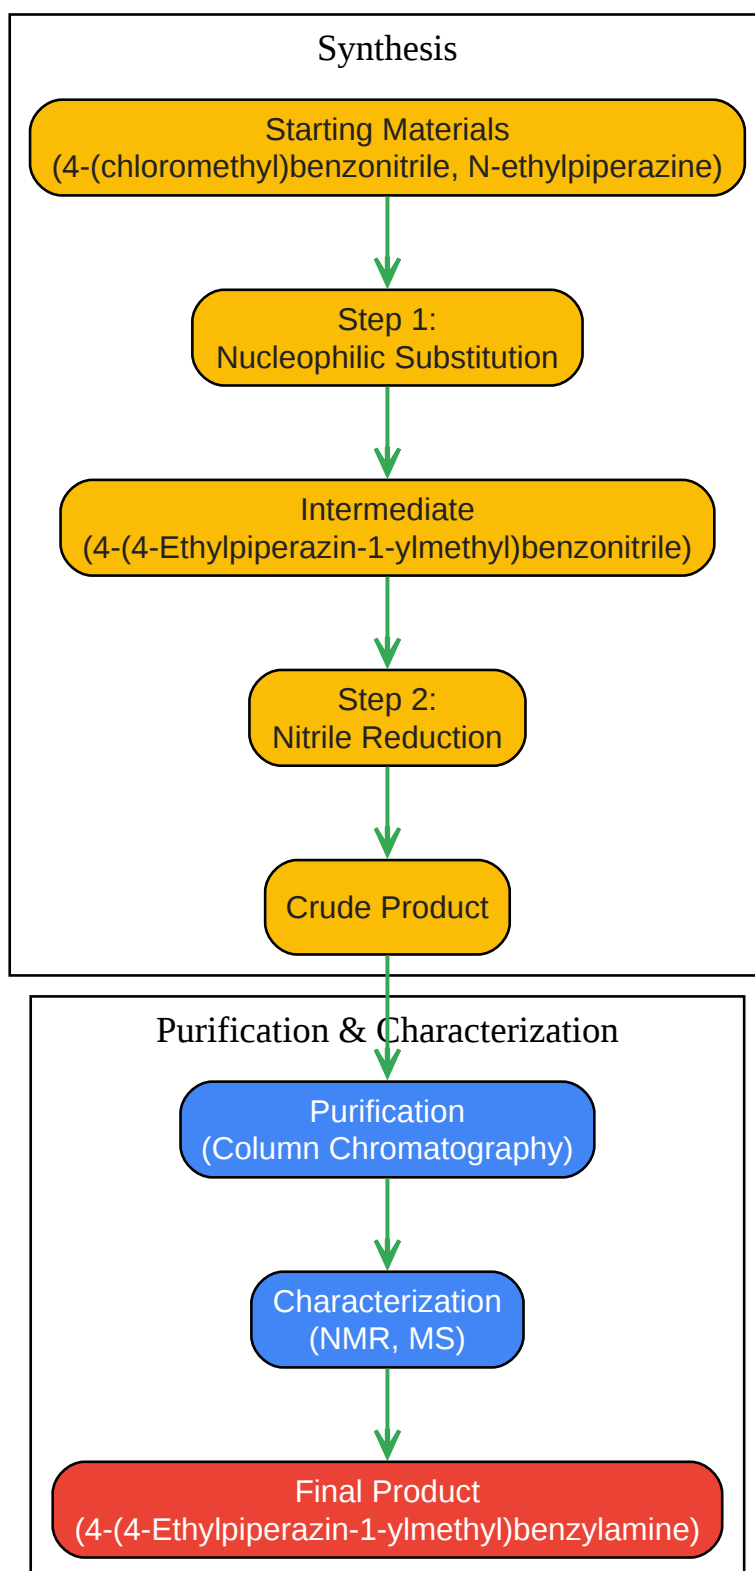 Synthesis
Starting Materials
(4-(chloromethyl)benzonitrile, N-ethylpiperazine)
Step 1:
Nucleophilic Substitution
Intermediate
(4-(4-Ethylpiperazin-1-ylmethyl)benzonitrile)
Step 2:
Nitrile Reduction
Crude Product
Purification & Characterization
Purification
(Column Chromatography)
Characterization
(NMR, MS)
Final Product
(4-(4-Ethylpiperazin-1-ylmethyl)benzylamine)